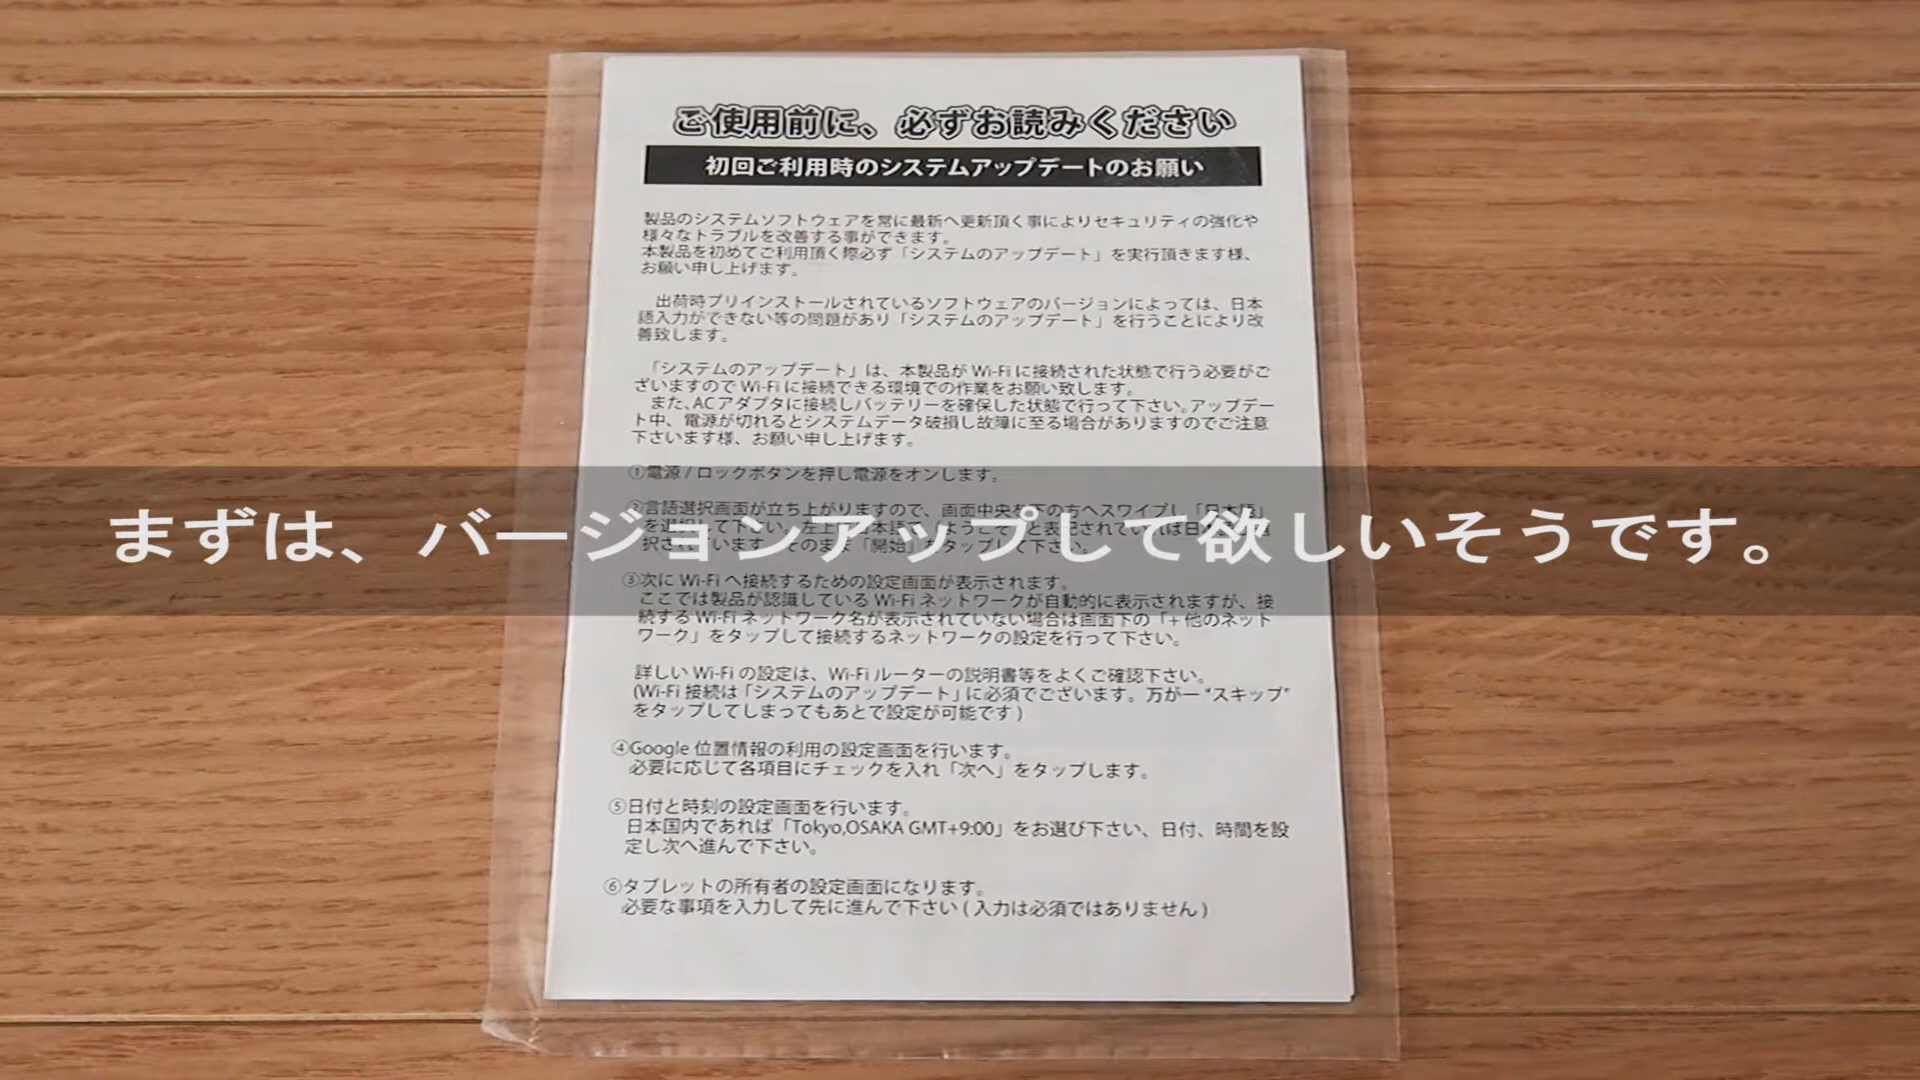 ご使用前に、必ずお読みください
初回ご利用時のシステムアップデートのお願い
製品のシステムソフトウェアを常に最新へ更新頂く事によりセキュリティの強化や
様々なトラブルを改善する事ができます。
本製品を初めてご利用頂く際必ず「システムのアップデート」を実行頂きます様、
お願い申し上げます。
出荷時プリインストールされているソフトウェアのバージョンによっては、日本
語入力ができない等の問題があり「システムのアップデート」を行うことにより改
善致します。
「システムのアップデート」は、本製品が Wi-Fi に接続された状態で行う必要がご
ざいますので Wi-Fi に接続できる環境での作業をお願い致します。
また、ACアダプタに接続しバッテリーを確保した状態で行って下さい。アップデー
ト中、電源が切れるとシステムデータ破損し故障に至る場合がありますのでご注意
下さいます様、お願い申し上げます。
①電源 / ロックボタンを押し電源をオンします。
②言語選択画面が立ち上がりますので、画面中央を下の方へスワイプし「日本語」
まずは、バージョンアップして欲しいそうです。
③次に Wi-Fi へ接続するための設定画面が表示されます。
ここでは製品が認識している Wi-Fi ネットワークが自動的に表示されますが、接
続する Wi-Fi ネットワーク名が表示されていない場合は画面下の「+ 他のネット
ワーク」をタップして接続するネットワークの設定を行って下さい。
詳しい Wi-Fi の設定は、Wi-Fi ルーターの説明書等をよくご確認下さい。
(Wi-Fi 接続は「システムのアップデート」に必須でございます。万が一 “スキップ”
をタップしてしまってもあとで設定が可能です )
④Google 位置情報の利用の設定画面を行います。
必要に応じて各項目にチェックを入れ「次へ」をタップします。
⑤日付と時刻の設定画面を行います。
日本国内であれば「Tokyo,OSAKA GMT+9:00」をお選び下さい、日付、時間を設
定し次へ進んで下さい。
⑥タブレットの所有者の設定画面になります。
必要な事項を入力して先に進んで下さい ( 入力は必須ではありません )